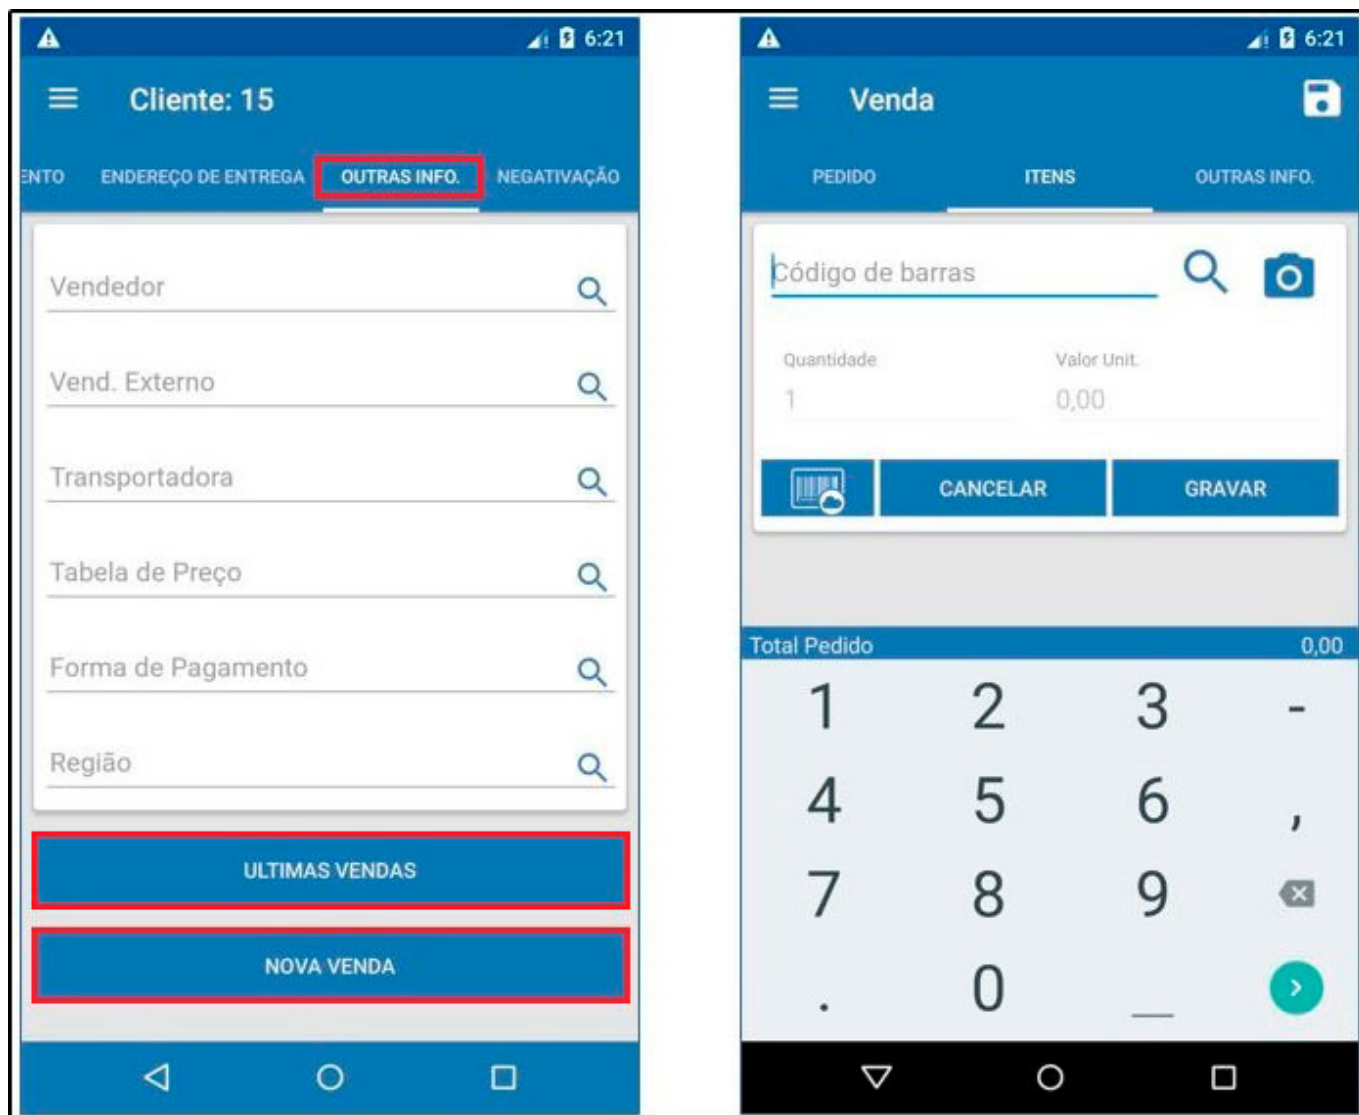 6:21
Cliente: 15
ENTO ENDEREÇO DE ENTREGA OUTRAS INFO. NEGATIVAÇÃO
Vendedor
Vend. Externo
Transportadora
Tabela de Preço
Forma de Pagamento
Região
ULTIMAS VENDAS
NOVA VENDA
6:21
Venda
PEDIDO ITENS OUTRAS INFO.
Código de barras
Quantidade Valor Unit.
1 0,00
CANCELAR GRAVAR
Total Pedido 0,00
1 2 3 -
4 5 6 ,
7 8 9
. 0 _